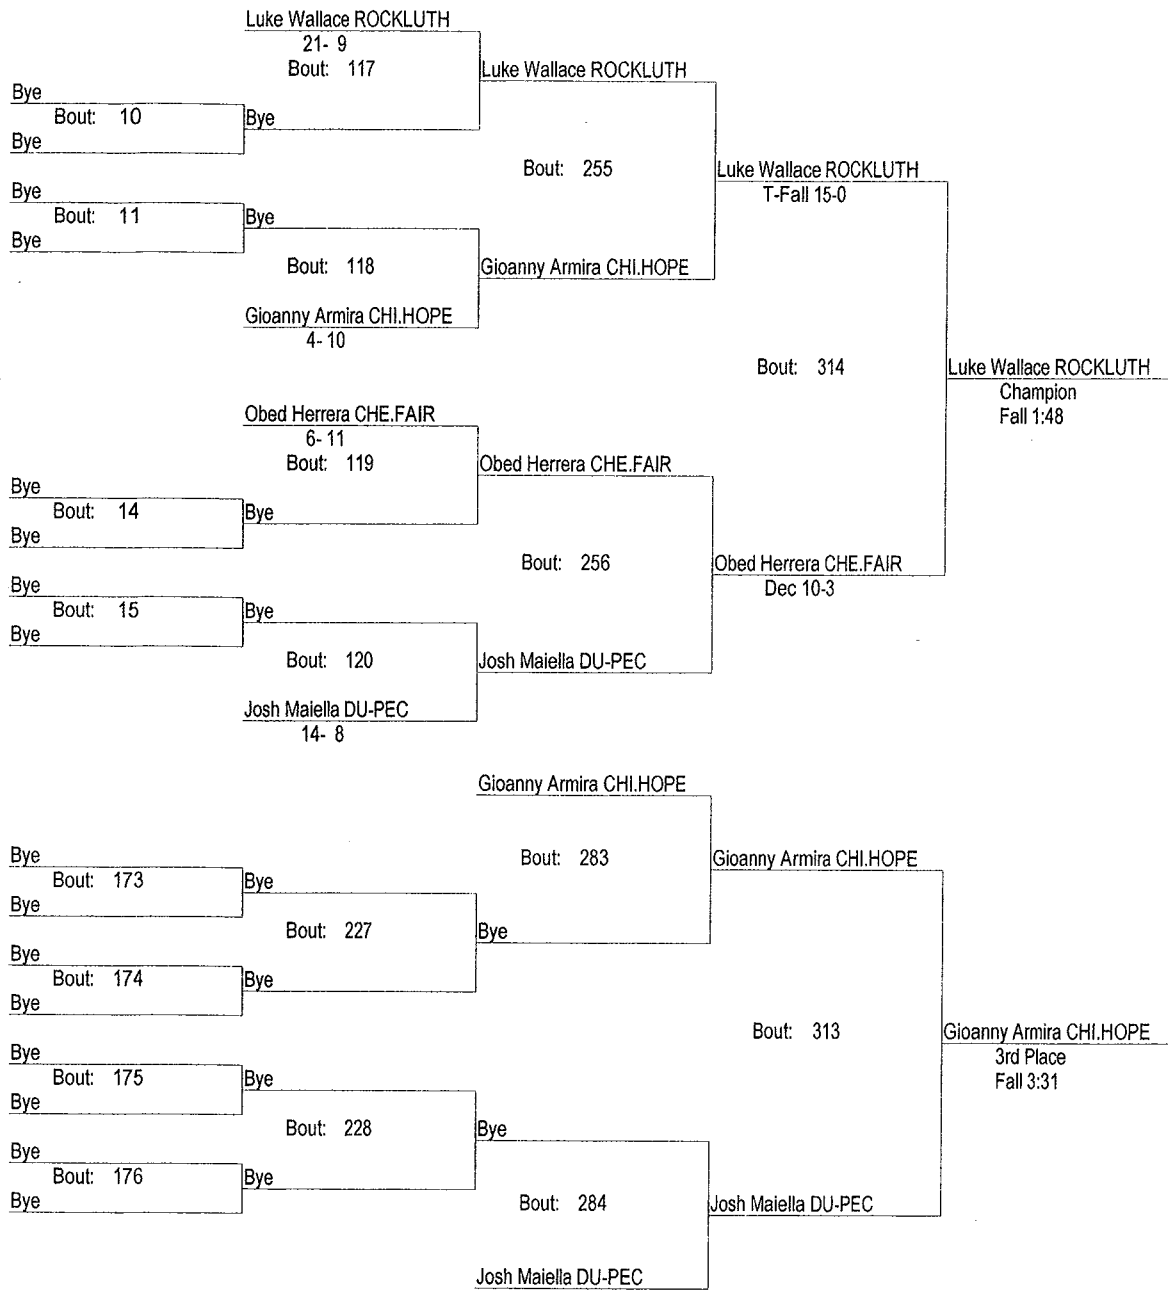 Luke Wallace ROCKLUTH
21- 9
Bout: 117
Luke Wallace ROCKLUTH
Bye
Bout: 10
Bye
Bye
Bout: 255
Luke Wallace ROCKLUTH
T-Fall 15-0
Bye
Bout: 11
Bye
Bye
Bout: 118
Gioanny Armira CHI.HOPE
Gioanny Armira CHI.HOPE
4- 10
Bout: 314
Luke Wallace ROCKLUTH
Champion
Fall 1:48
Obed Herrera CHE.FAIR
6- 11
Bout: 119
Obed Herrera CHE.FAIR
Bye
Bout: 14
Bye
Bye
Bout: 256
Obed Herrera CHE.FAIR
Dec 10-3
Bye
Bout: 15
Bye
Bye
Bout: 120
Josh Maiella DU-PEC
Josh Maiella DU-PEC
14- 8
Gioanny Armira CHI.HOPE
Bout: 283
Gioanny Armira CHI.HOPE
Bye
Bout: 173
Bye
Bye
Bout: 227
Bye
Bye
Bout: 174
Bye
Bye
Bout: 313
Gioanny Armira CHI.HOPE
3rd Place
Fall 3:31
Bye
Bout: 175
Bye
Bye
Bout: 228
Bye
Bye
Bout: 176
Bye
Bye
Bout: 284
Josh Maiella DU-PEC
Josh Maiella DU-PEC